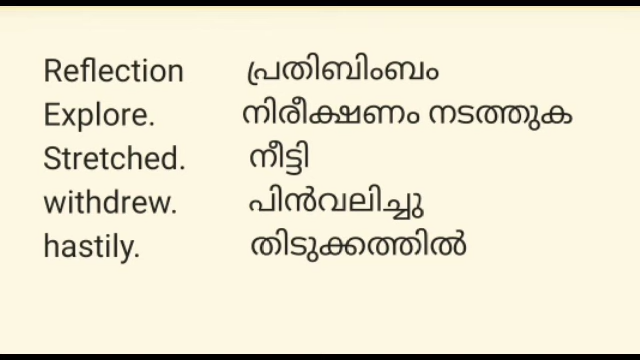 Reflection പ്രതിബിംബം
Explore. നിരീക്ഷണം നടത്തുക
Stretched. നീട്ടി
withdrew. പിൻവലിച്ചു
hastily. തിടുക്കത്തിൽ